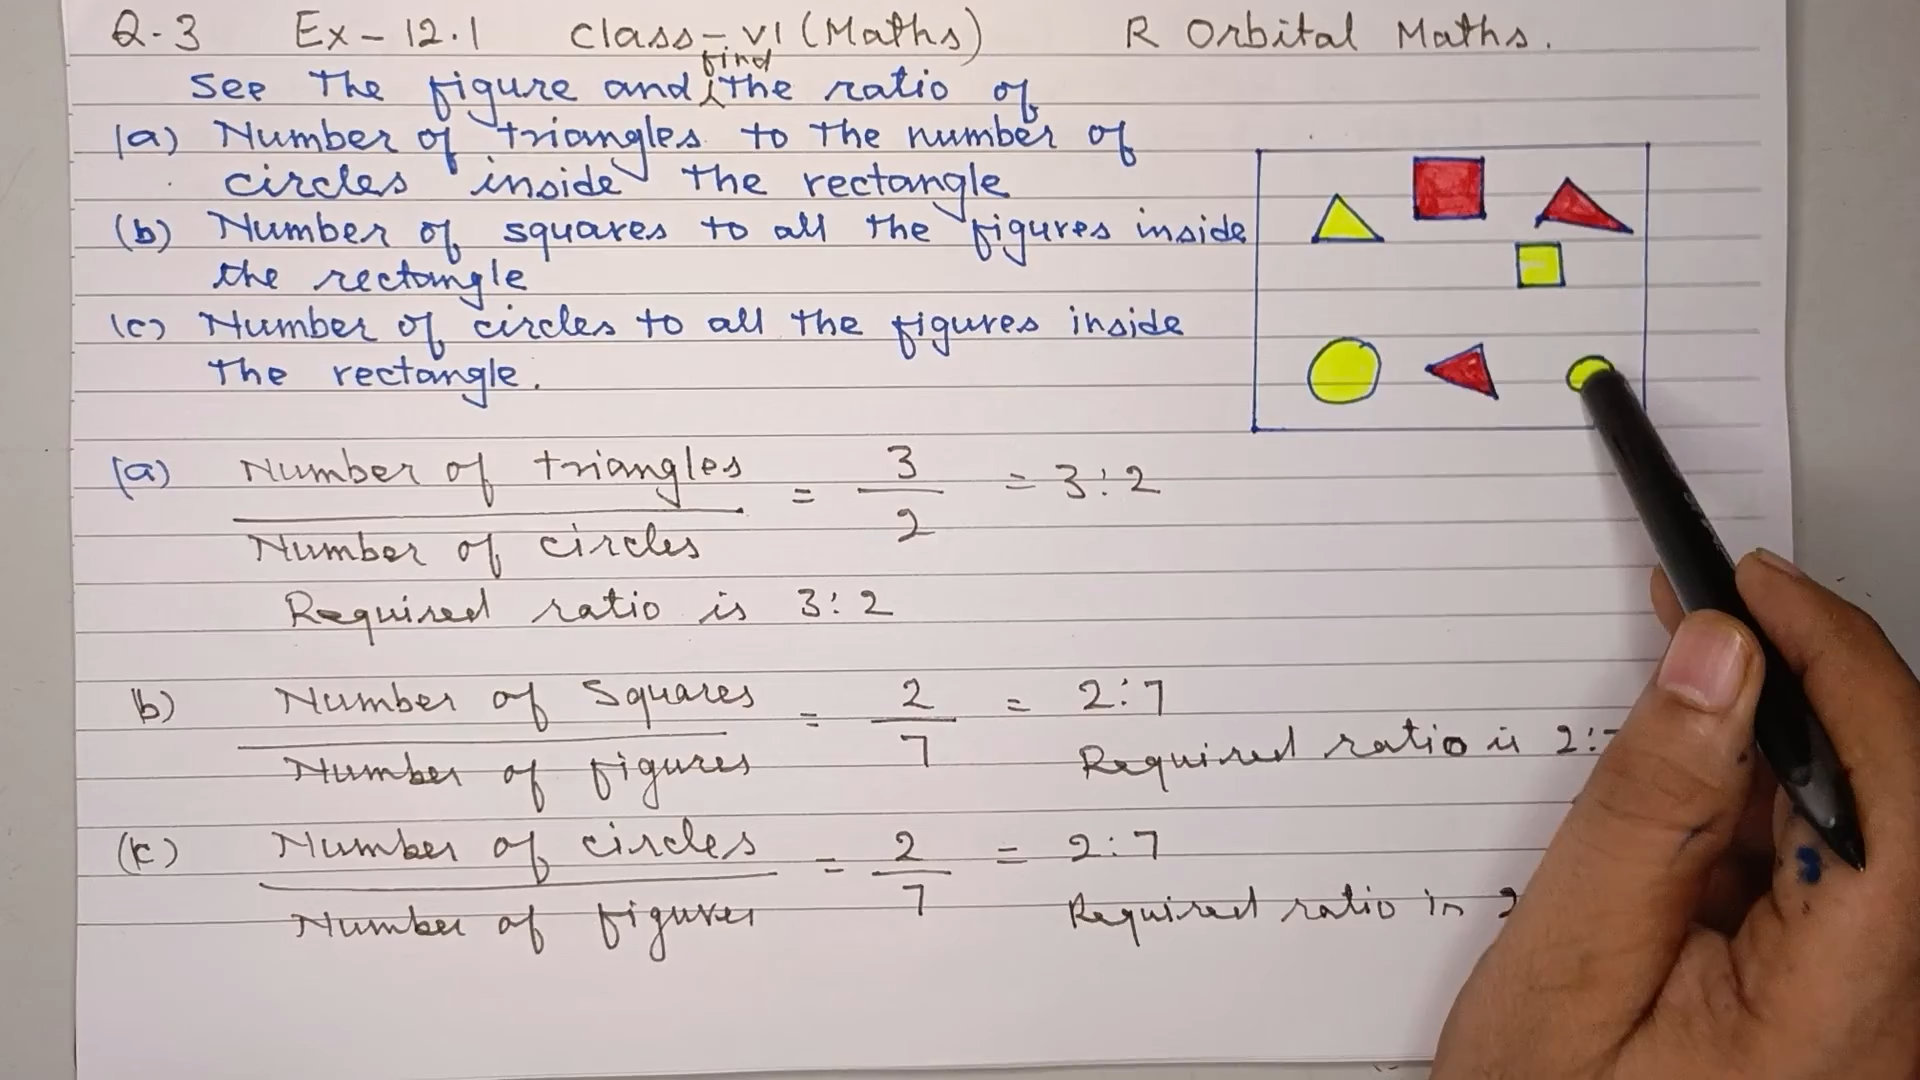 Q.3 Ex-12.1 Class-VI (Maths) R Orbital Maths.
find
See The figure and the ratio of
(a) Number of triangles to the number of
circles inside the rectangle
(b) Number of squares to all the figures inside
the rectangle
(c) Number of circles to all the figures inside
The rectangle.
(a) Number of triangles = 3 = 3:2
Number of circles 2
Required ratio is 3:2
b) Number of Squares = 2 = 2:7
Number of figures 7
Required ratio is 2:
(c) Number of circles = 2 = 2:7
Number of figures 7
Required ratio is 2